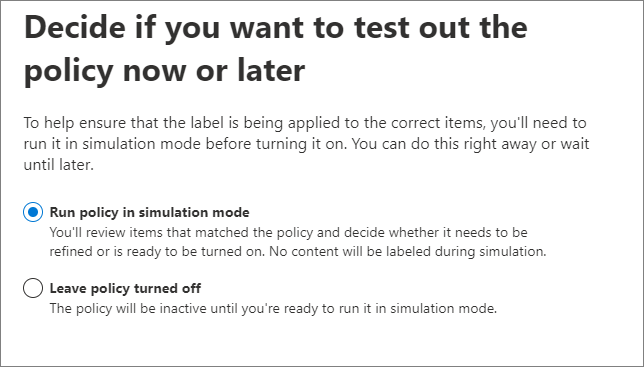 Decide if you want to test out the
policy now or later
To help ensure that the label is being applied to the correct items, you'll need to
run it in simulation mode before turning it on. You can do this right away or wait
until later.
Run policy in simulation mode
You'll review items that matched the policy and decide whether it needs to be
refined or is ready to be turned on. No content will be labeled during simulation.
Leave policy turned off
The policy will be inactive until you're ready to run it in simulation mode.